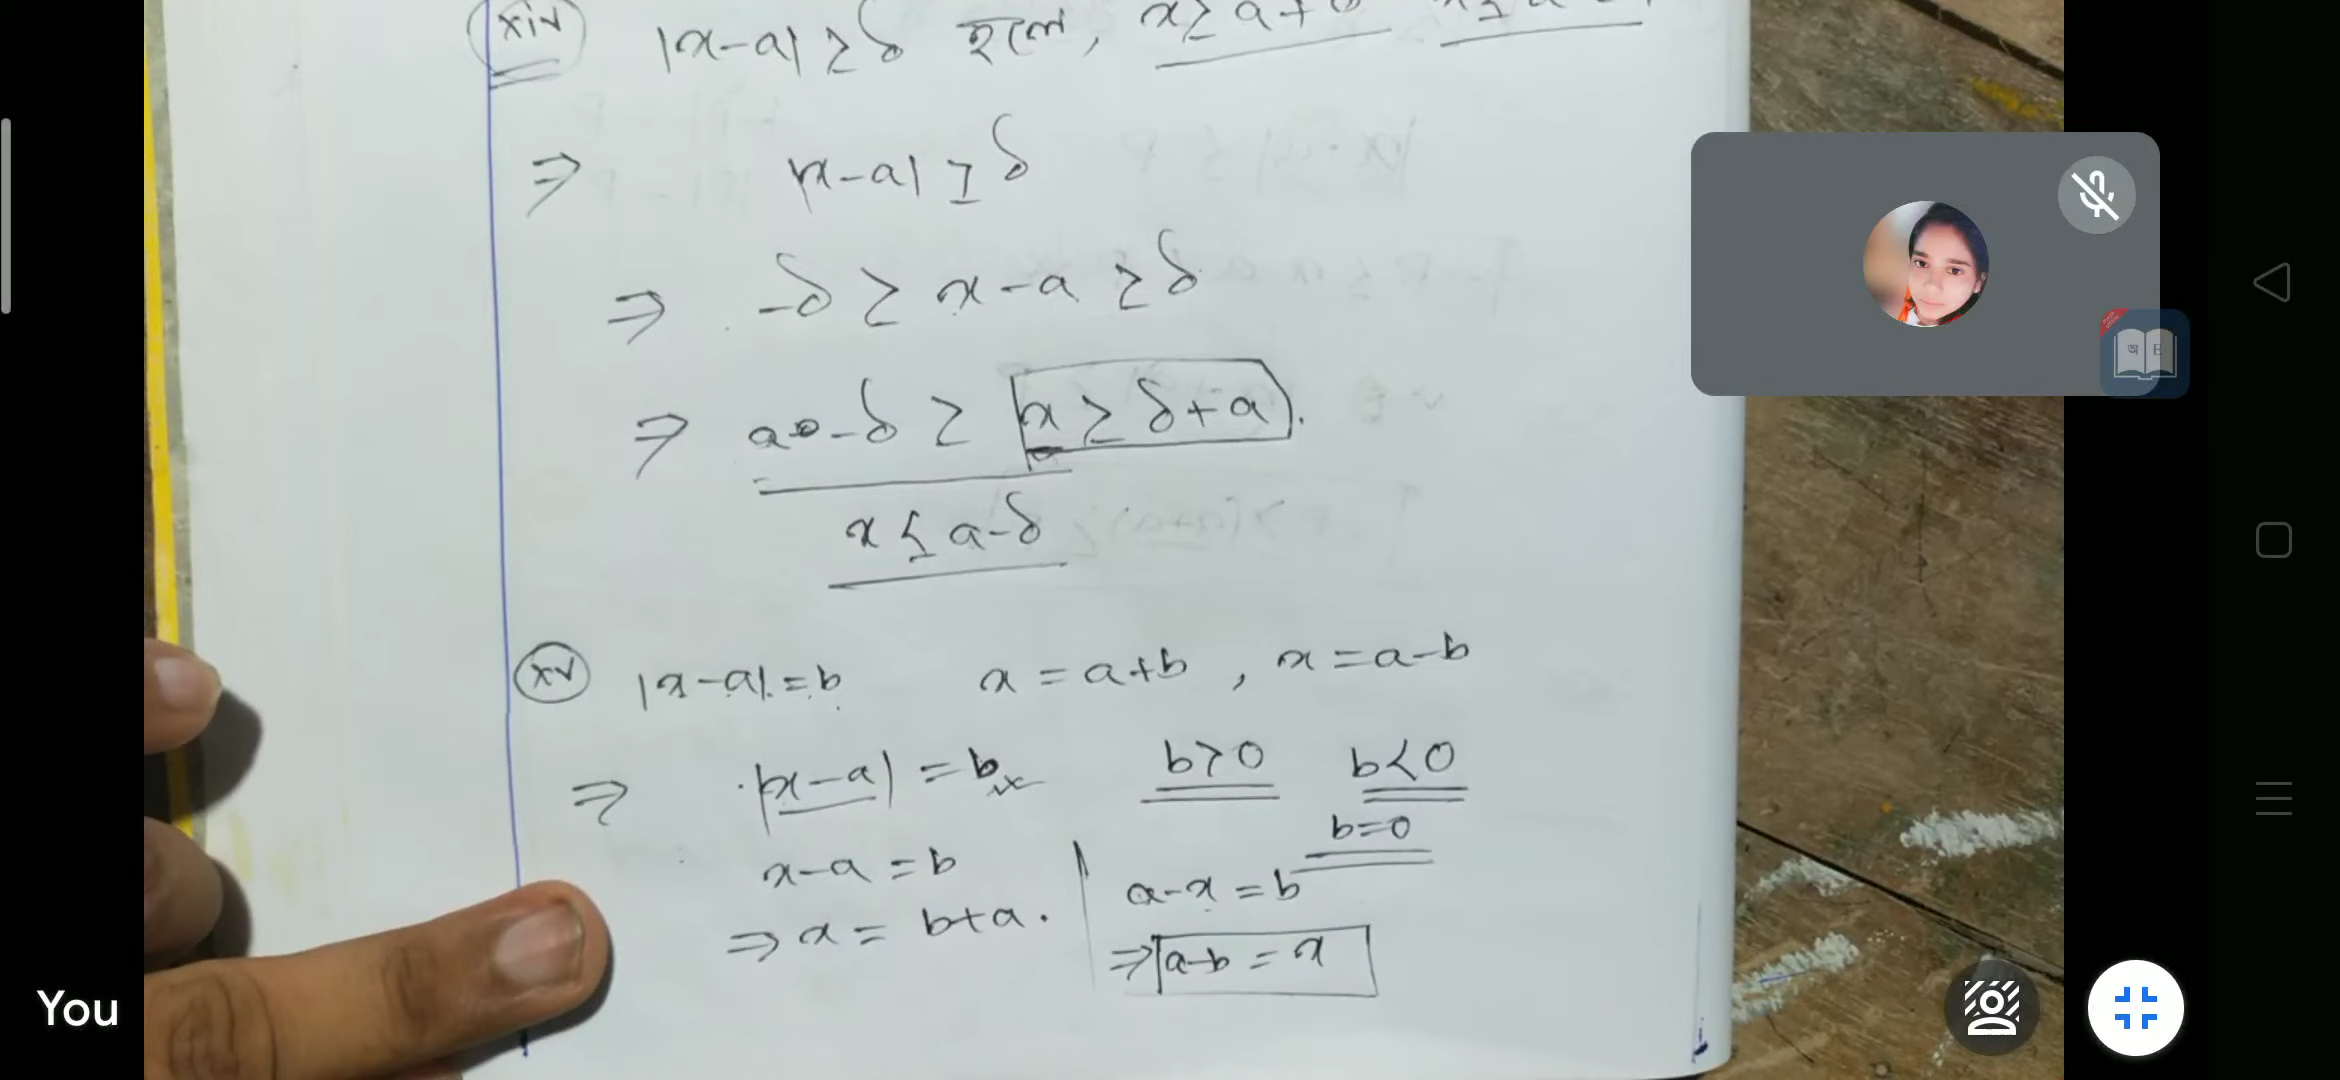 xiv |x-a| ≥ δ হলে, x ≥ a + δ
⇒ |x-a| ≥ δ
⇒ -δ ≥ x-a ≥ δ
⇒ a - δ ≥ x ≥ δ+a.
x ≤ a-δ
xv |x-a| = b x = a+b , x = a-b
⇒ |x-a| = b b>0 b<0
b=0
x-a = b
a-x = b
⇒ x = b+a.
⇒ a-b = x
You
অ E